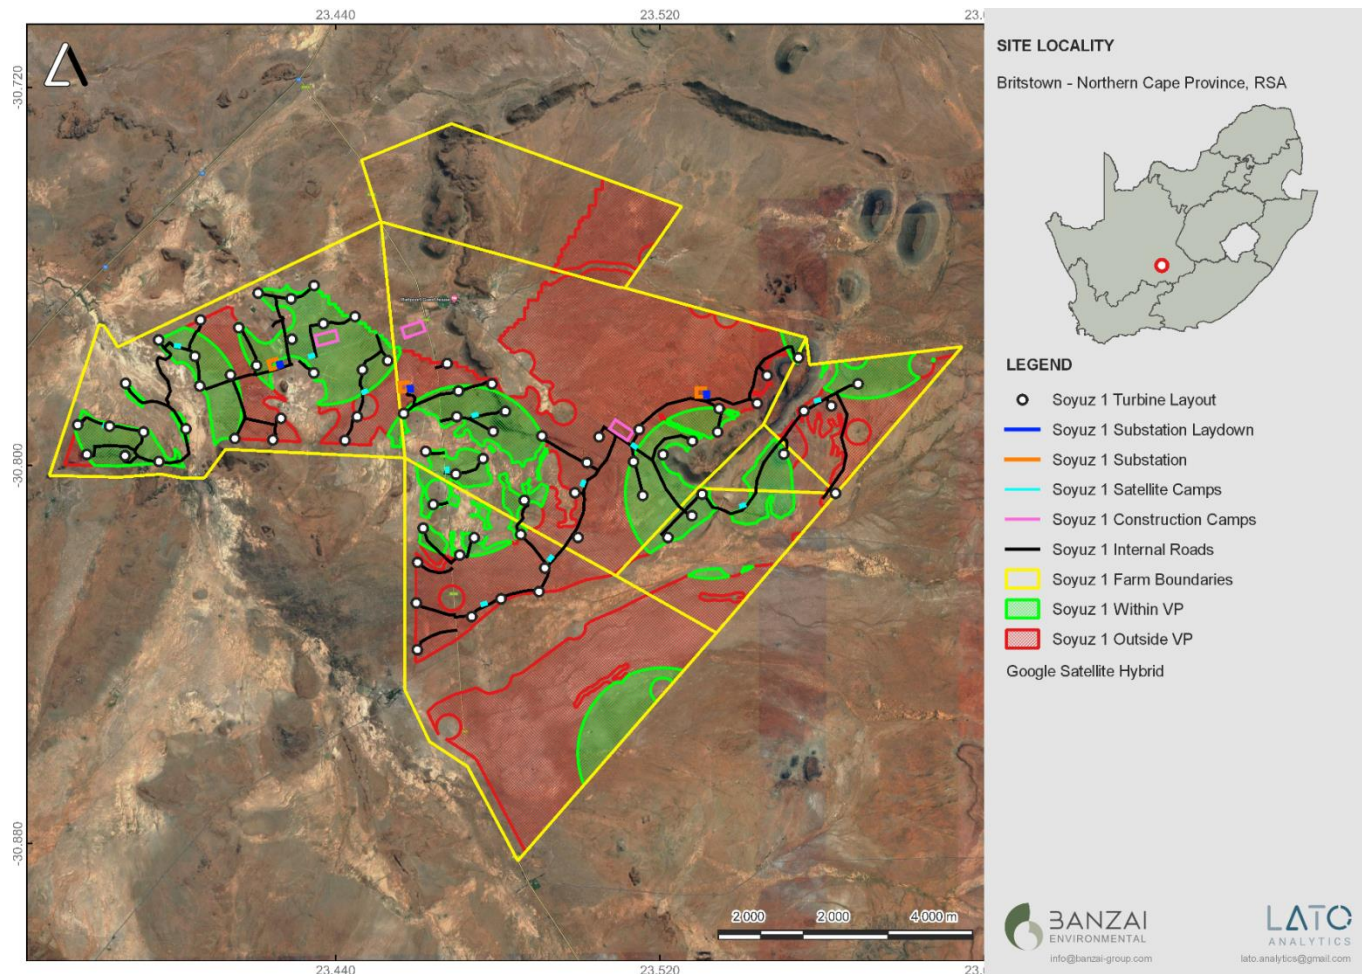 23.440
23.520
-30.720
-30.800
-30.880
2 000
2 000
4 000 m
23.440
23.520
SITE LOCALITY
Britstown - Northern Cape Province, RSA
LEGEND
Soyuz 1 Turbine Layout
Soyuz 1 Substation Laydown
Soyuz 1 Substation
Soyuz 1 Satellite Camps
Soyuz 1 Construction Camps
Soyuz 1 Internal Roads
Soyuz 1 Farm Boundaries
Soyuz 1 Within VP
Soyuz 1 Outside VP
Google Satellite Hybrid
BANZAI
ENVIRONMENTAL
info@banzai-group.com
LATO
ANALYTICS
lato.analytics@gmail.com